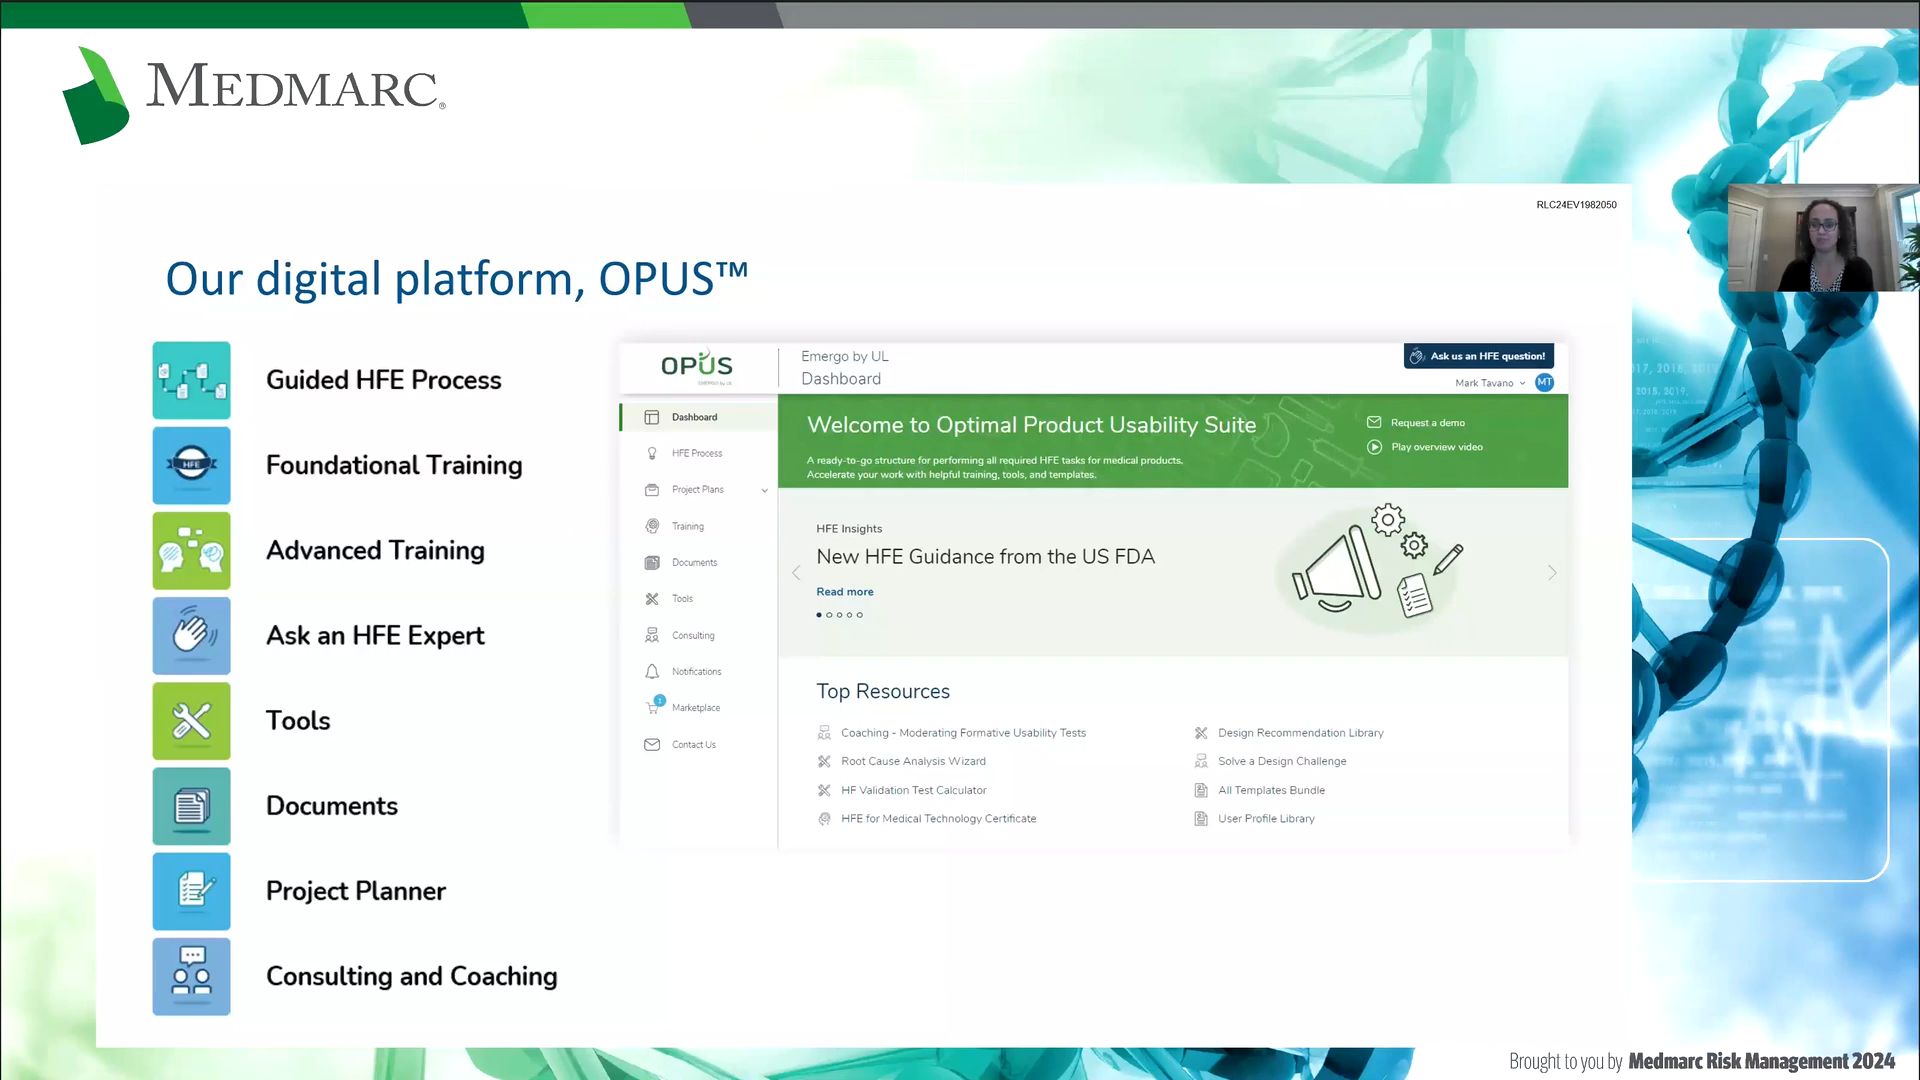 MEDMARC®
RLC24EV1982050
Our digital platform, OPUS™
Guided HFE Process
HFE
Foundational Training
Advanced Training
Ask an HFE Expert
Tools
Documents
Project Planner
Consulting and Coaching
OPUS
EMERGO by UL
Emergo by UL
Dashboard
Ask us an HFE question!
Mark Tavano
MT
Dashboard
HFE Process
Project Plans
Training
Documents
Tools
Consulting
Notifications
1
Marketplace
Contact Us
Welcome to Optimal Product Usability Suite
A ready-to-go structure for performing all required HFE tasks for medical products.
Accelerate your work with helpful training, tools, and templates.
Request a demo
Play overview video
HFE Insights
New HFE Guidance from the US FDA
Read more
Top Resources
Coaching - Moderating Formative Usability Tests
Root Cause Analysis Wizard
HF Validation Test Calculator
HFE for Medical Technology Certificate
Design Recommendation Library
Solve a Design Challenge
All Templates Bundle
User Profile Library
Brought to you by Medmarc Risk Management 2024